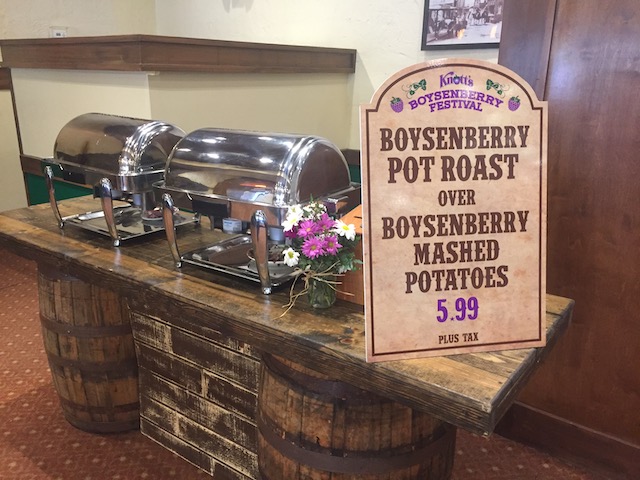 Knott's
BOYSENBERRY
FESTIVAL
BOYSENBERRY
POT ROAST
OVER
BOYSENBERRY
MASHED
POTATOES
5.99
PLUS TAX